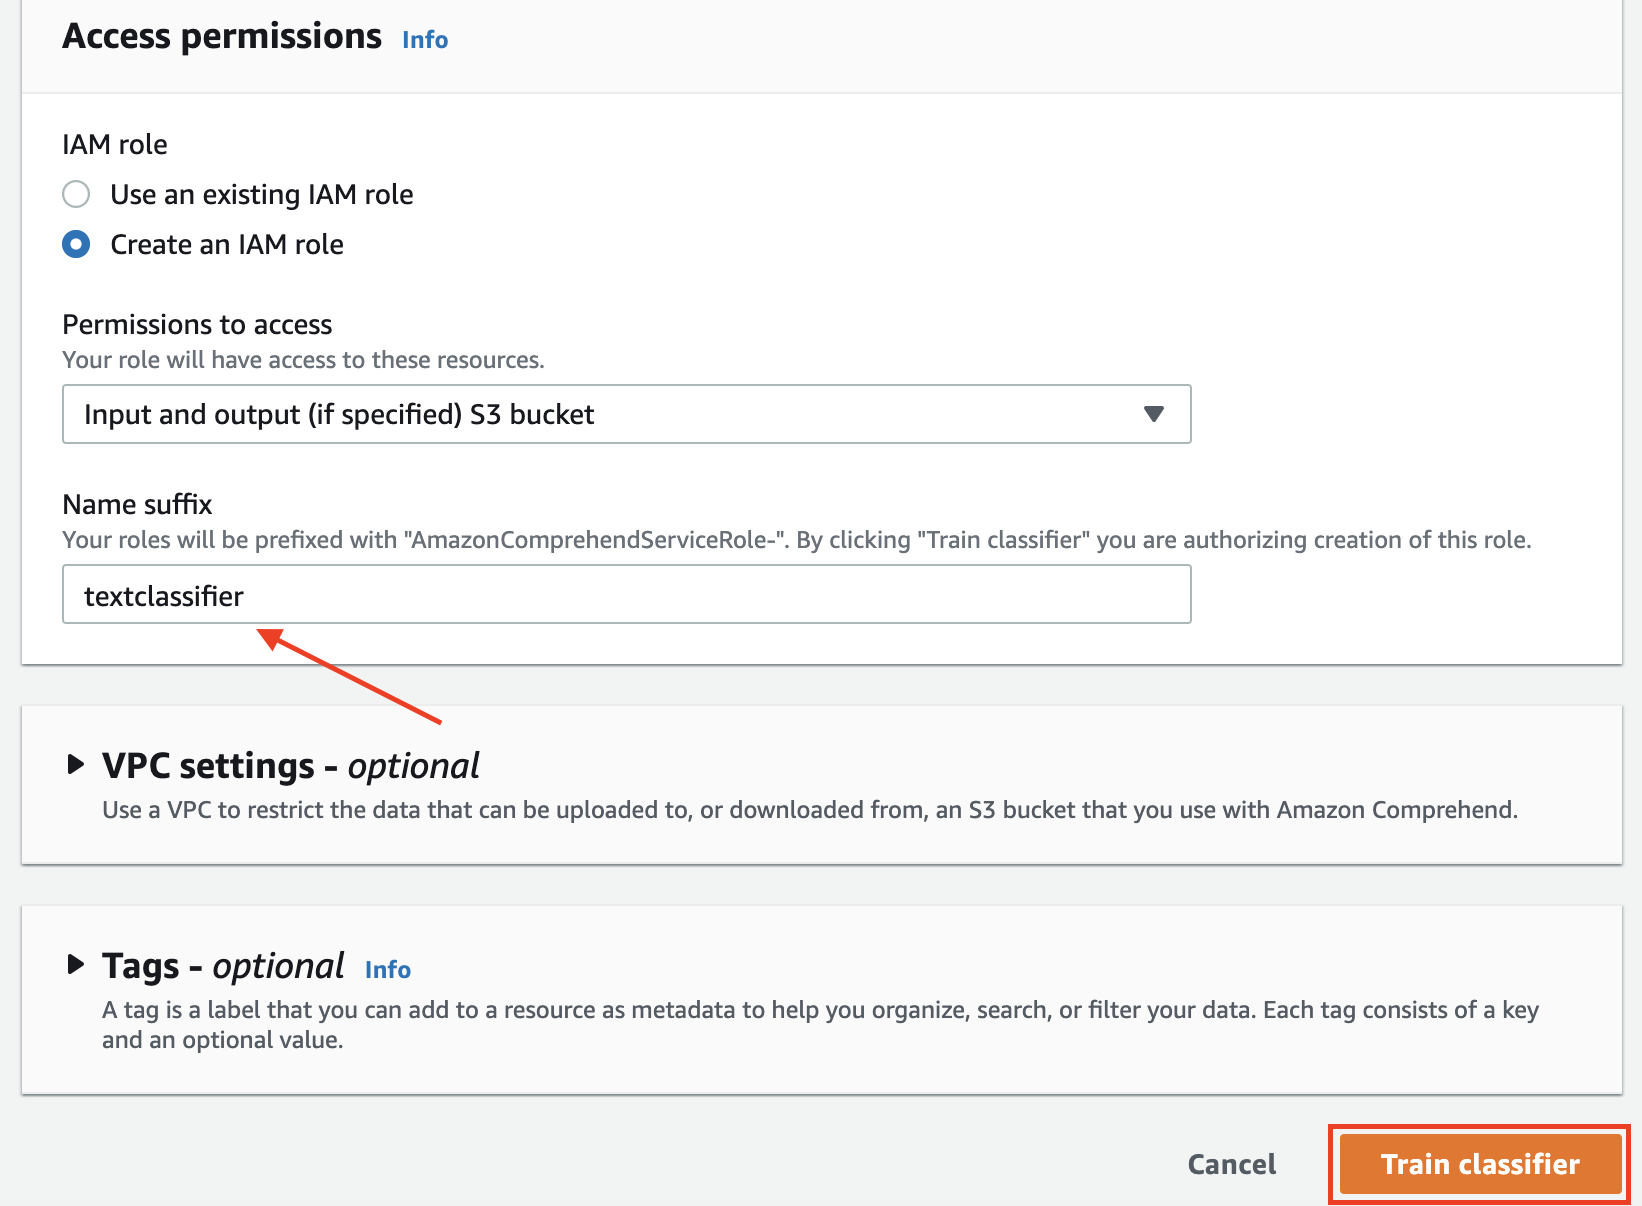 Access permissions Info
IAM role
Use an existing IAM role
Create an IAM role
Permissions to access
Your role will have access to these resources.
Input and output (if specified) S3 bucket
Name suffix
Your roles will be prefixed with "AmazonComprehendServiceRole-". By clicking "Train classifier" you are authorizing creation of this role.
textclassifier
VPC settings - optional
Use a VPC to restrict the data that can be uploaded to, or downloaded from, an S3 bucket that you use with Amazon Comprehend.
Tags - optional Info
A tag is a label that you can add to a resource as metadata to help you organize, search, or filter your data. Each tag consists of a key
and an optional value.
Cancel Train classifier